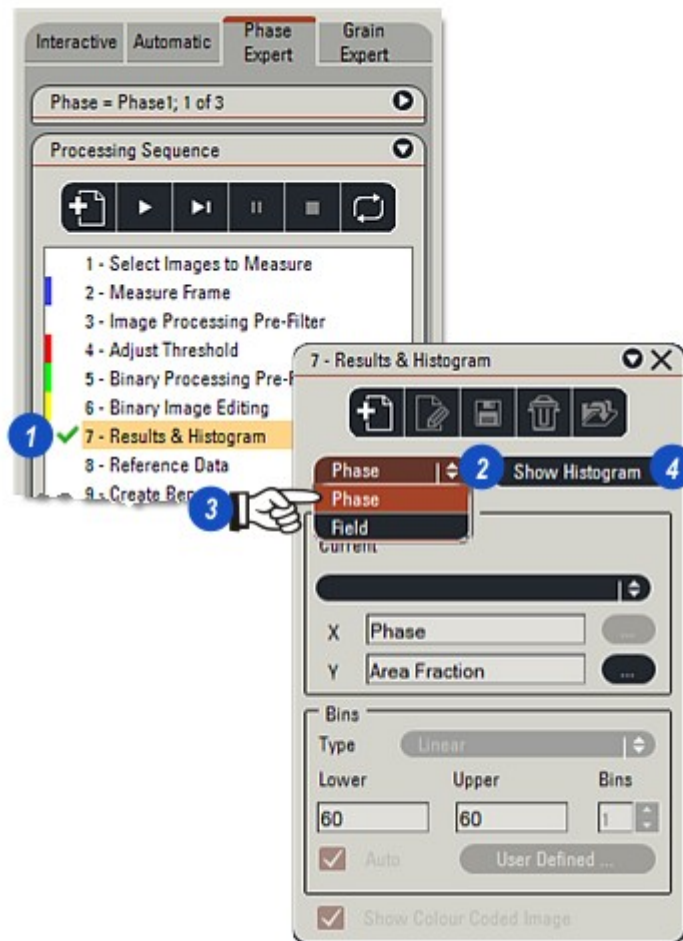 Interactive Automatic Phase Expert Grain Expert
Phase = Phase1; 1 of 3
Processing Sequence
1 - Select Images to Measure
2 - Measure Frame
3 - Image Processing Pre-Filter
4 - Adjust Threshold
5 - Binary Processing Pre-
6 - Binary Image Editing
1 7 - Results & Histogram
8 - Reference Data
9 - Create
3
7 - Results & Histogram
Phase 2 Show Histogram 4
Phase
Field
Current
X Phase ...
Y Area Fraction ...
Bins
Type Linear
Lower Upper Bins
60 60 1
Auto User Defined ...
Show Colour Coded Image